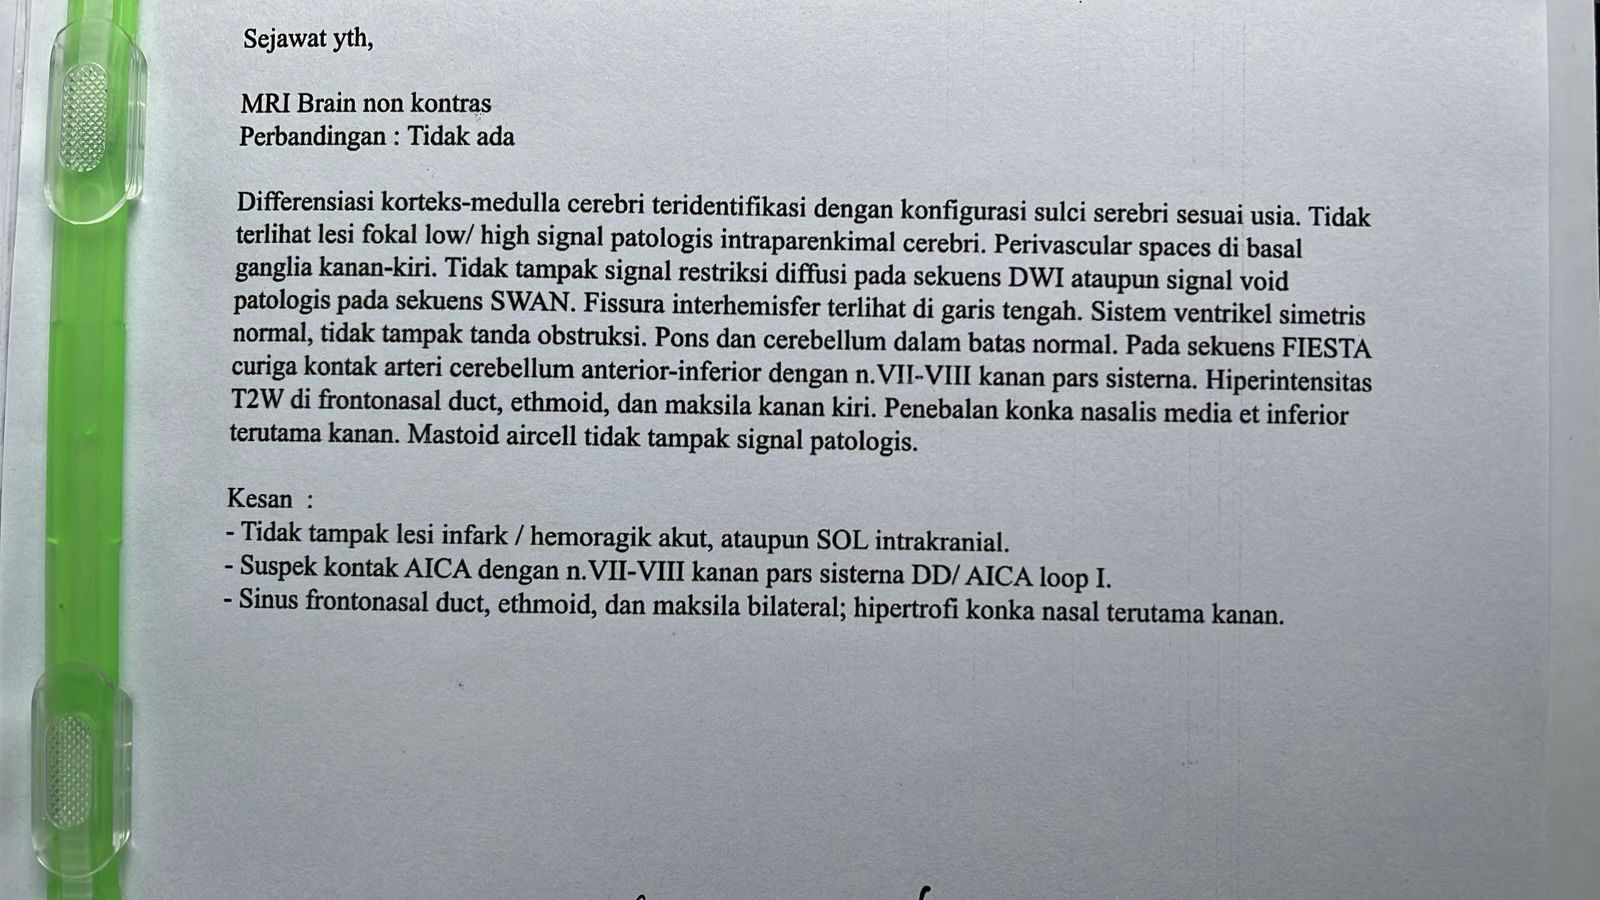 Sejawat yth,
MRI Brain non kontras
Perbandingan : Tidak ada
Differensiasi korteks-medulla cerebri teridentifikasi dengan konfigurasi sulci serebri sesuai usia. Tidak
terlihat lesi fokal low/ high signal patologis intraparenkimal cerebri. Perivascular spaces di basal
ganglia kanan-kiri. Tidak tampak signal restriksi diffusi pada sekuens DWI ataupun signal void
patologis pada sekuens SWAN. Fissura interhemisfer terlihat di garis tengah. Sistem ventrikel simetris
normal, tidak tampak tanda obstruksi. Pons dan cerebellum dalam batas normal. Pada sekuens FIESTA
curiga kontak arteri cerebellum anterior-inferior dengan n.VII-VIII kanan pars sisterna. Hiperintensitas
T2W di frontonasal duct, ethmoid, dan maksila kanan kiri. Penebalan konka nasalis media et inferior
terutama kanan. Mastoid aircell tidak tampak signal patologis.
Kesan :
- Tidak tampak lesi infark / hemoragik akut, ataupun SOL intrakranial.
- Suspek kontak AICA dengan n.VII-VIII kanan pars sisterna DD/ AICA loop I.
- Sinus frontonasal duct, ethmoid, dan maksila bilateral; hipertrofi konka nasal terutama kanan.